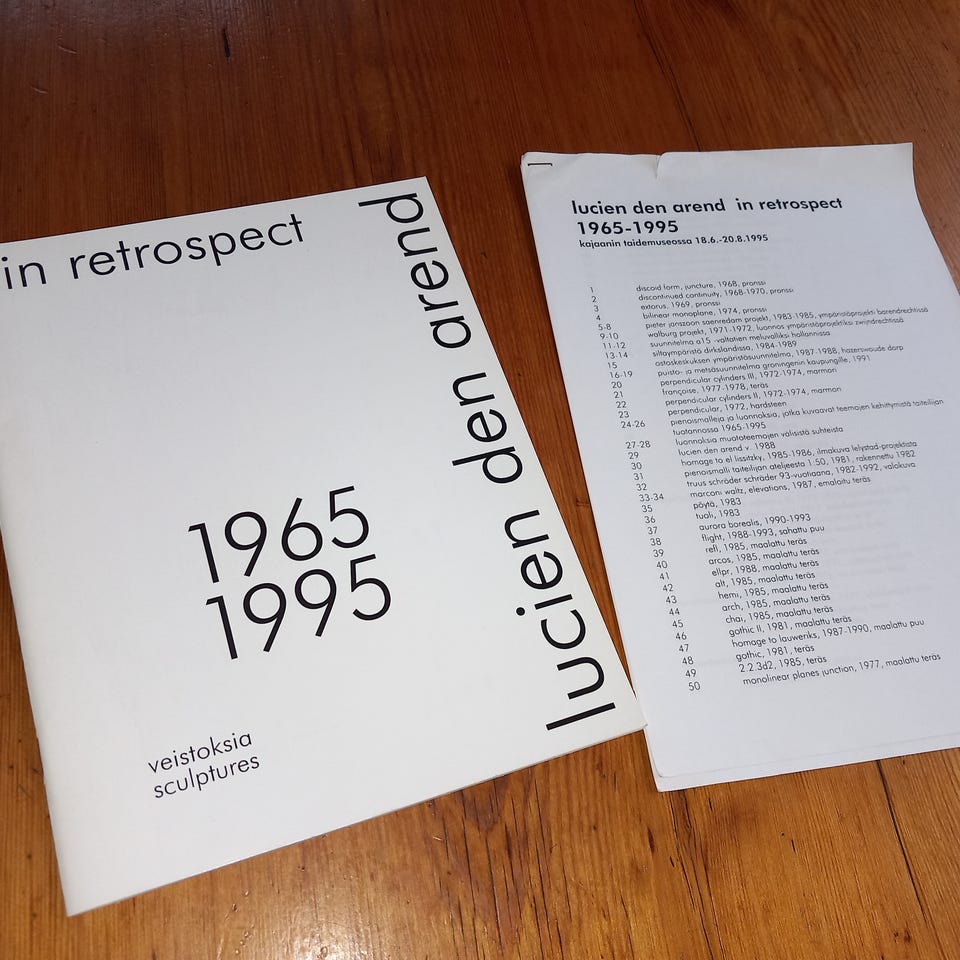 in retrospect
lucien den arend
1965
1995
veistoksia
sculptures
lucien den arend in retrospect
1965-1995
kajaanin taidemuseossa 18.6.-20.8.1995
1 discoid form, juncture, 1968, pronssi
2 discontinued continuity, 1968-1970, pronssi
3 extorus, 1969, pronssi
4 bilinear monoplane, 1974, pronssi
5-8 pieter janszoon saenredam projekt, 1983-1985, ympäristöprojekti barendrechtissä
9-10 walburg projekt, 1971-1972, luonnos ympäristöprojektiksi zwijndrechtissä
11-12 suunnitelma a15 -valtatien meluvalliksi hollannissa
13-14 siltaympäristö dirkslandissa, 1984-1989
15 ostoskeskuksen ympäristösuunnitelma, 1987-1988, hazerswoude dorp
16-19 puisto- ja metsäsuunnitelma groningenin kaupungille, 1991
20 perpendicular cylinders III, 1972-1974, marmori
21 françoise, 1977-1978, teräs
22 perpendicular cylinders II, 1972-1974, marmori
23 perpendicular, 1972, hardsteen
24-26 pienoismalleja ja luonnoksia, jotka kuvaavat teemojen kehittymistä taiteilijan
tuotannossa 1965-1995
27-28 luonnoksia muototeemojen välisistä suhteista
29 lucien den arend v. 1988
30 homage to el lissitzky, 1985-1986, ilmakuva lelystad-projektista
31 pienoismalli taiteilijan ateljeesta 1:50, 1981, rakennettu 1982
32 truus schröder schräder 93-vuotiaana, 1982-1992, valokuva
33-34 marconi waltz, elevations, 1987, emaloitu teräs
35 pöytä, 1983
36 tuoli, 1983
37 aurora borealis, 1990-1993
38 flight, 1988-1993, sahattu puu
39 refl, 1985, maalattu teräs
40 arcos, 1985, maalattu teräs
41 ellpr, 1988, maalattu teräs
42 alt, 1985, maalattu teräs
43 hemi, 1985, maalattu teräs
44 arch, 1985, maalattu teräs
45 chai, 1985, maalattu teräs
46 gothic II, 1981, maalattu teräs
47 homage to lauweriks, 1987-1990, maalattu puu
48 gothic, 1981, teräs
49 2.2.3d2, 1985, teräs
50 monolinear planes junction, 1977, maalattu teräs